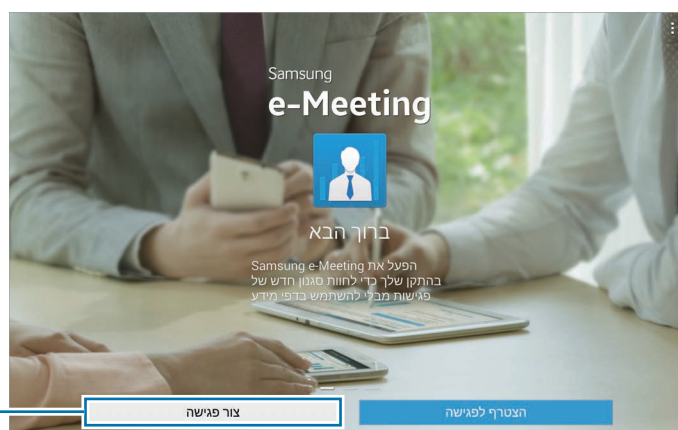 Samsung
e-Meeting
ברוך הבא
הפעל את Samsung e-Meeting
בהתקן שלך כדי לחוות סגנון חדש של
פגישות מבלי להשתמש בדפי מידע
צור פגישה
הצטרף לפגישה